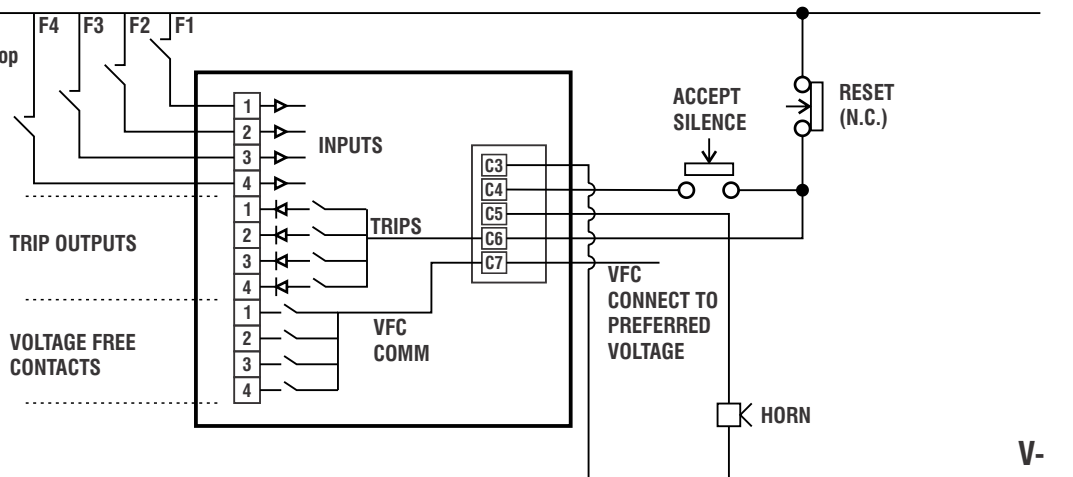 F4 F3 F2 F1
op
1
2
3
4
INPUTS
1
2
3
4
TRIPS
TRIP OUTPUTS
1
2
3
4
VFC
COMM
VOLTAGE FREE
CONTACTS
C3
C4
C5
C6
C7
ACCEPT
SILENCE
RESET
(N.C.)
VFC
CONNECT TO
PREFERRED
VOLTAGE
HORN
V-